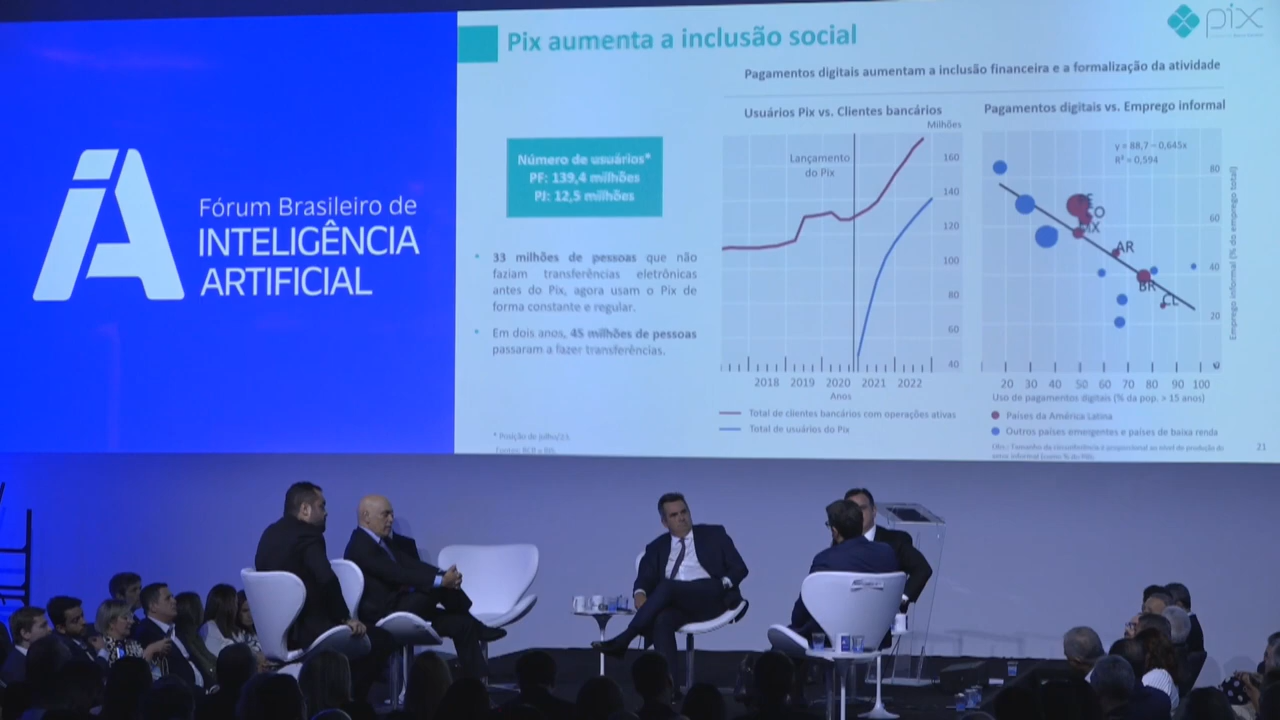 Fórum Brasileiro de
INTELIGÊNCIA
ARTIFICIAL
Pix aumenta a inclusão social
pix
Pagamentos digitais aumentam a inclusão financeira e a formalização da atividade
Número de usuários*
PF: 139,4 milhões
PJ: 12,5 milhões
• 33 milhões de pessoas que não
faziam transferências eletrônicas
antes do Pix, agora usam o Pix de
forma constante e regular.
• Em dois anos, 45 milhões de pessoas
passaram a fazer transferências.
* Posição de julho/23.
Usuários Pix vs. Clientes bancários
Milhões
Lançamento
do Pix
160
140
120
100
80
60
40
2018 2019 2020 2021 2022
Anos
Total de clientes bancários com operações ativas
Total de usuários do Pix
Pagamentos digitais vs. Emprego informal
y = 88,7 – 0,645x
R² = 0,594
80
60
40
20
0
PE
CO
MX
AR
BR
CL
Emprego informal (% do emprego total)
20 30 40 50 60 70 80 90 100
Uso de pagamentos digitais (% da pop. > 15 anos)
Países da América Latina
Outros países emergentes e países de baixa renda
21